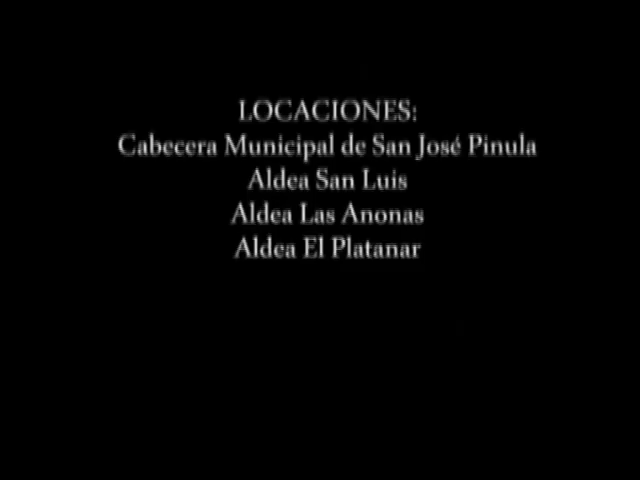 LOCACIONES:
Cabecera Municipal de San José Pinula
Aldea San Luis
Aldea Las Anonas
Aldea El Platanar